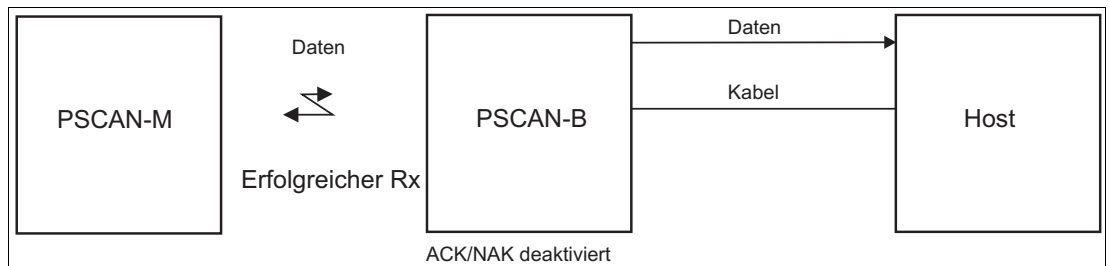 PSCAN-M
Daten
Erfolgreicher Rx
PSCAN-B
ACK/NAK deaktiviert
Daten
Kabel
Host